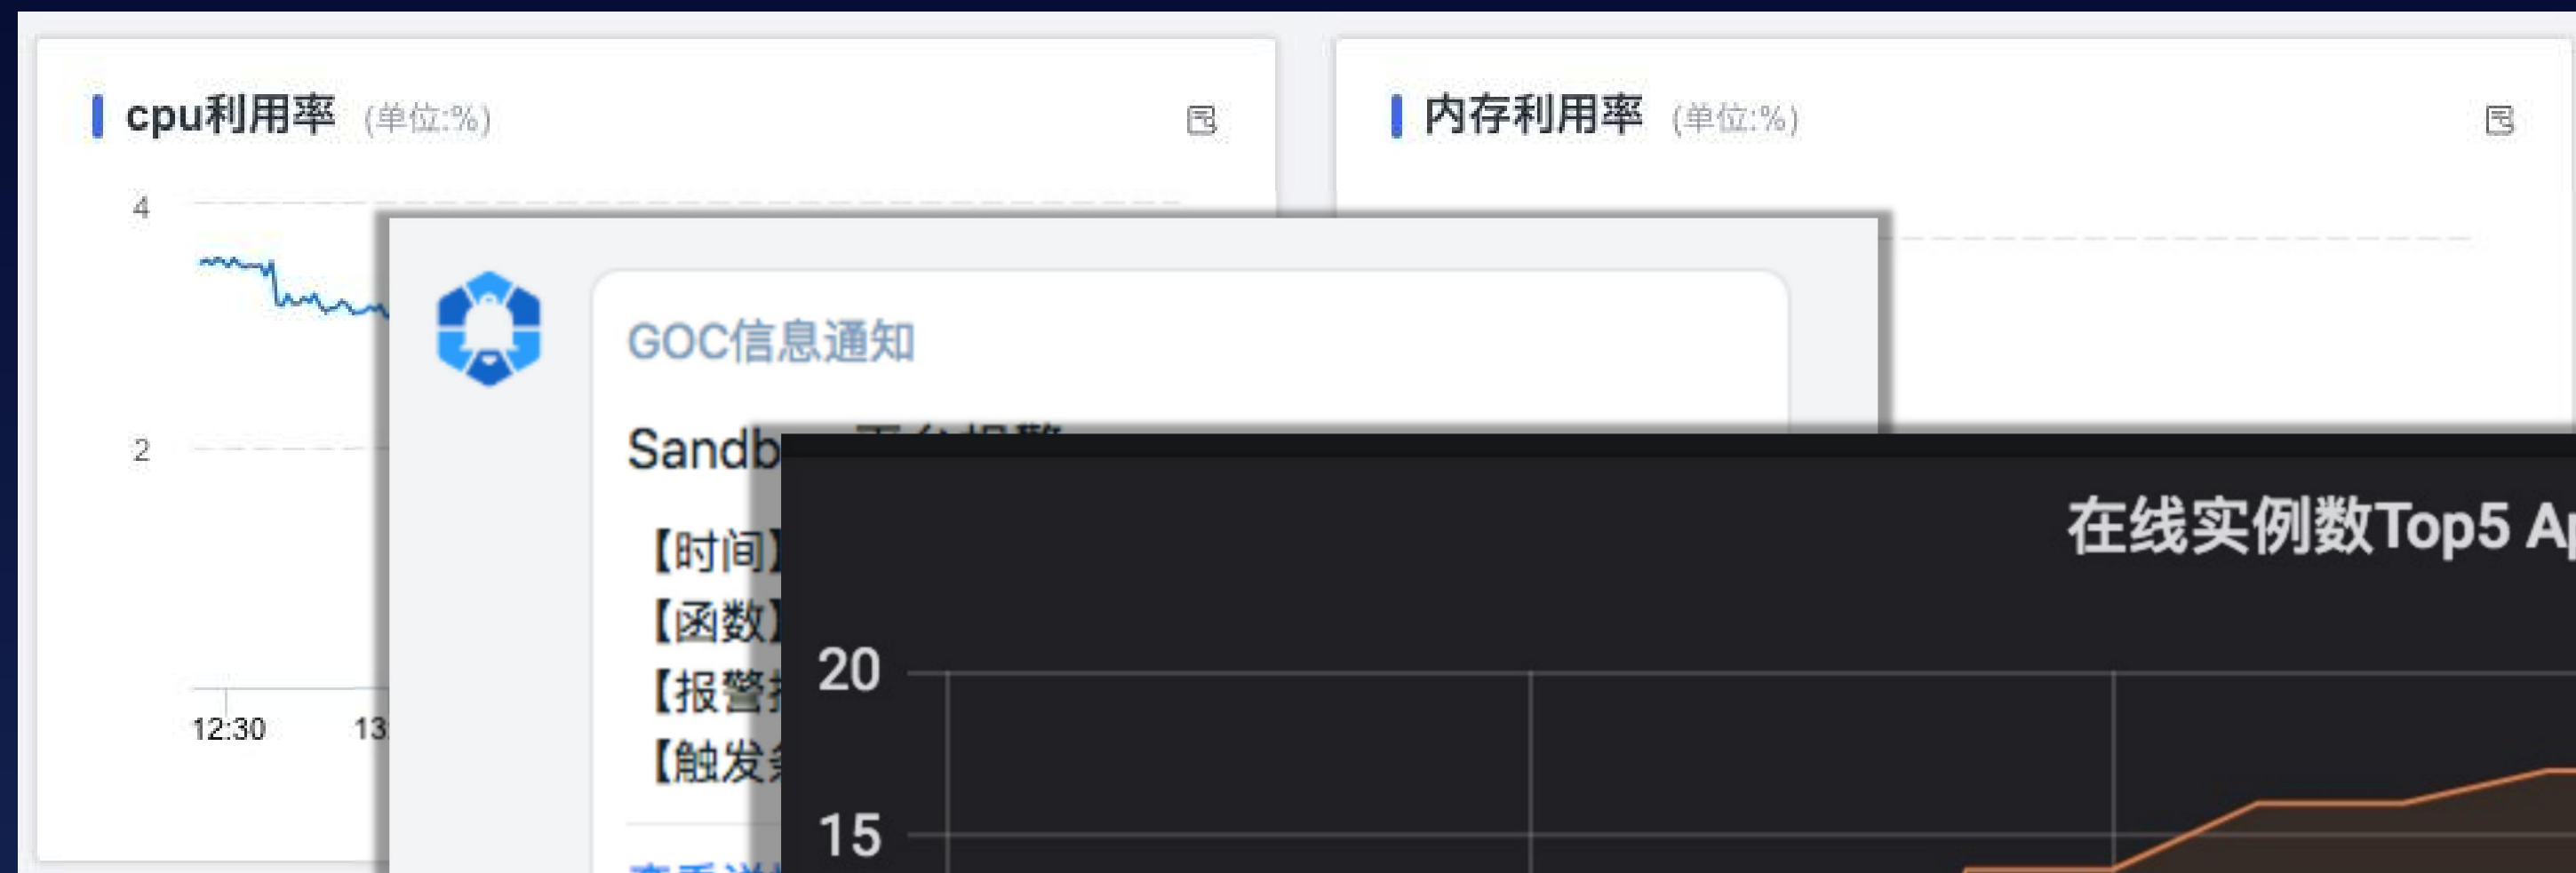 cpu利用率 (单位:%)
4
2
12:30
13:
内存利用率 (单位:%)
GOC信息通知
Sandb
【时间】
【函数】
【报警
【触发
在线实例数Top5 Ap
20
15